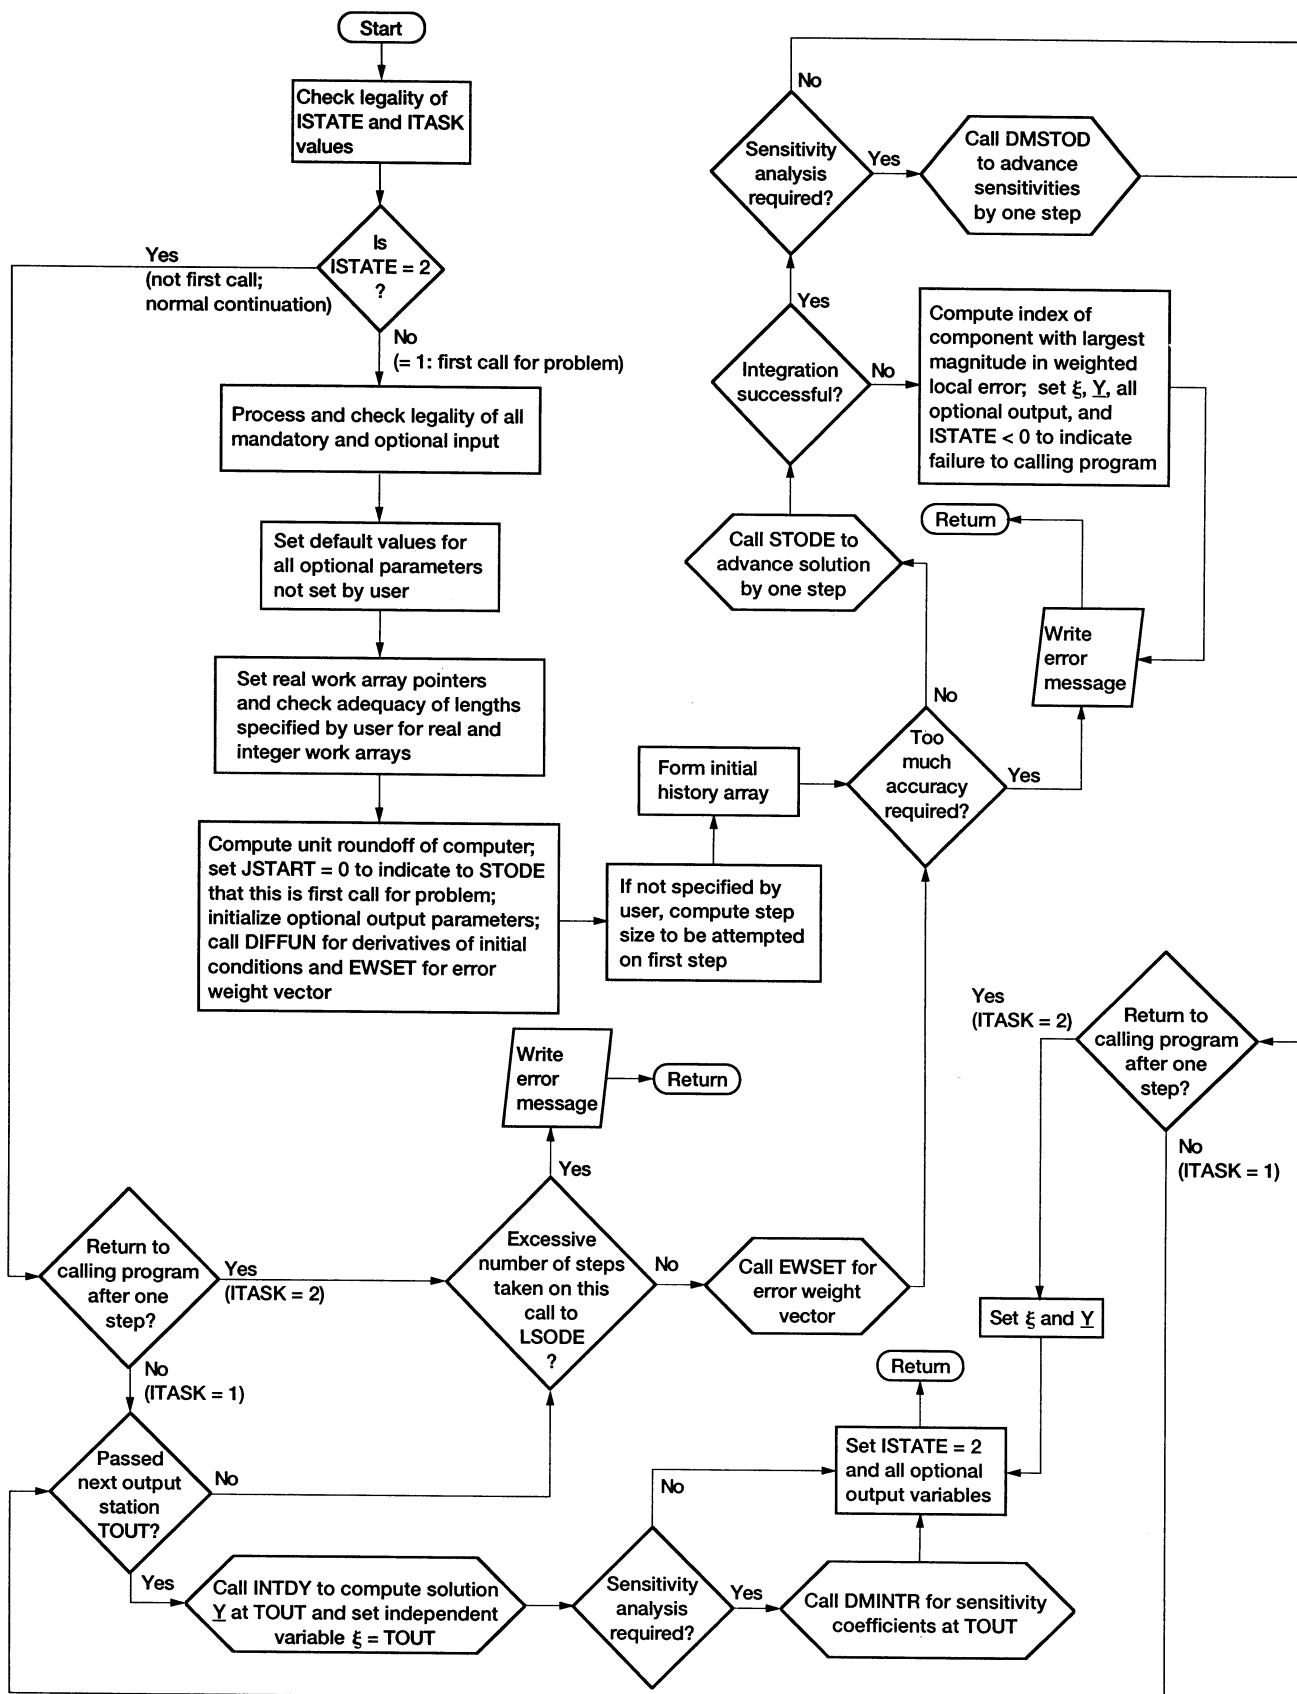 Start
Check legality of
ISTATE and ITASK
values
Is
ISTATE = 2
?
Yes
(not first call;
normal continuation)
No
(= 1: first call for problem)
Process and check legality of all
mandatory and optional input
Set default values for
all optional parameters
not set by user
Set real work array pointers
and check adequacy of lengths
specified by user for real and
integer work arrays
Compute unit roundoff of computer;
set JSTART = 0 to indicate to STODE
that this is first call for problem;
initialize optional output parameters;
call DIFFUN for derivatives of initial
conditions and EWSET for error
weight vector
If not specified by
user, compute step
size to be attempted
on first step
Form initial
history array
Too
much
accuracy
required?
Yes
No
Call STODE to
advance solution
by one step
Integration
successful?
Yes
No
Compute index of
component with largest
magnitude in weighted
local error; set ξ, Y, all
optional output, and
ISTATE < 0 to indicate
failure to calling program
Write
error
message
Return
Sensitivity
analysis
required?
No
Yes
Call DMSTOD
to advance
sensitivities
by one step
Return to
calling program
after one
step?
Yes
(ITASK = 2)
No
(ITASK = 1)
Set ξ and Y
Write
error
message
Return
Yes
Excessive
number of steps
taken on this
call to
LSODE
?
No
Call EWSET for
error weight
vector
Return to
calling program
after one
step?
Yes
(ITASK = 2)
No
(ITASK = 1)
Passed
next output
station
TOUT?
No
Yes
Call INTDY to compute solution
Y at TOUT and set independent
variable ξ = TOUT
Sensitivity
analysis
required?
No
Yes
Call DMINTR for sensitivity
coefficients at TOUT
Set ISTATE = 2
and all optional
output variables
Return